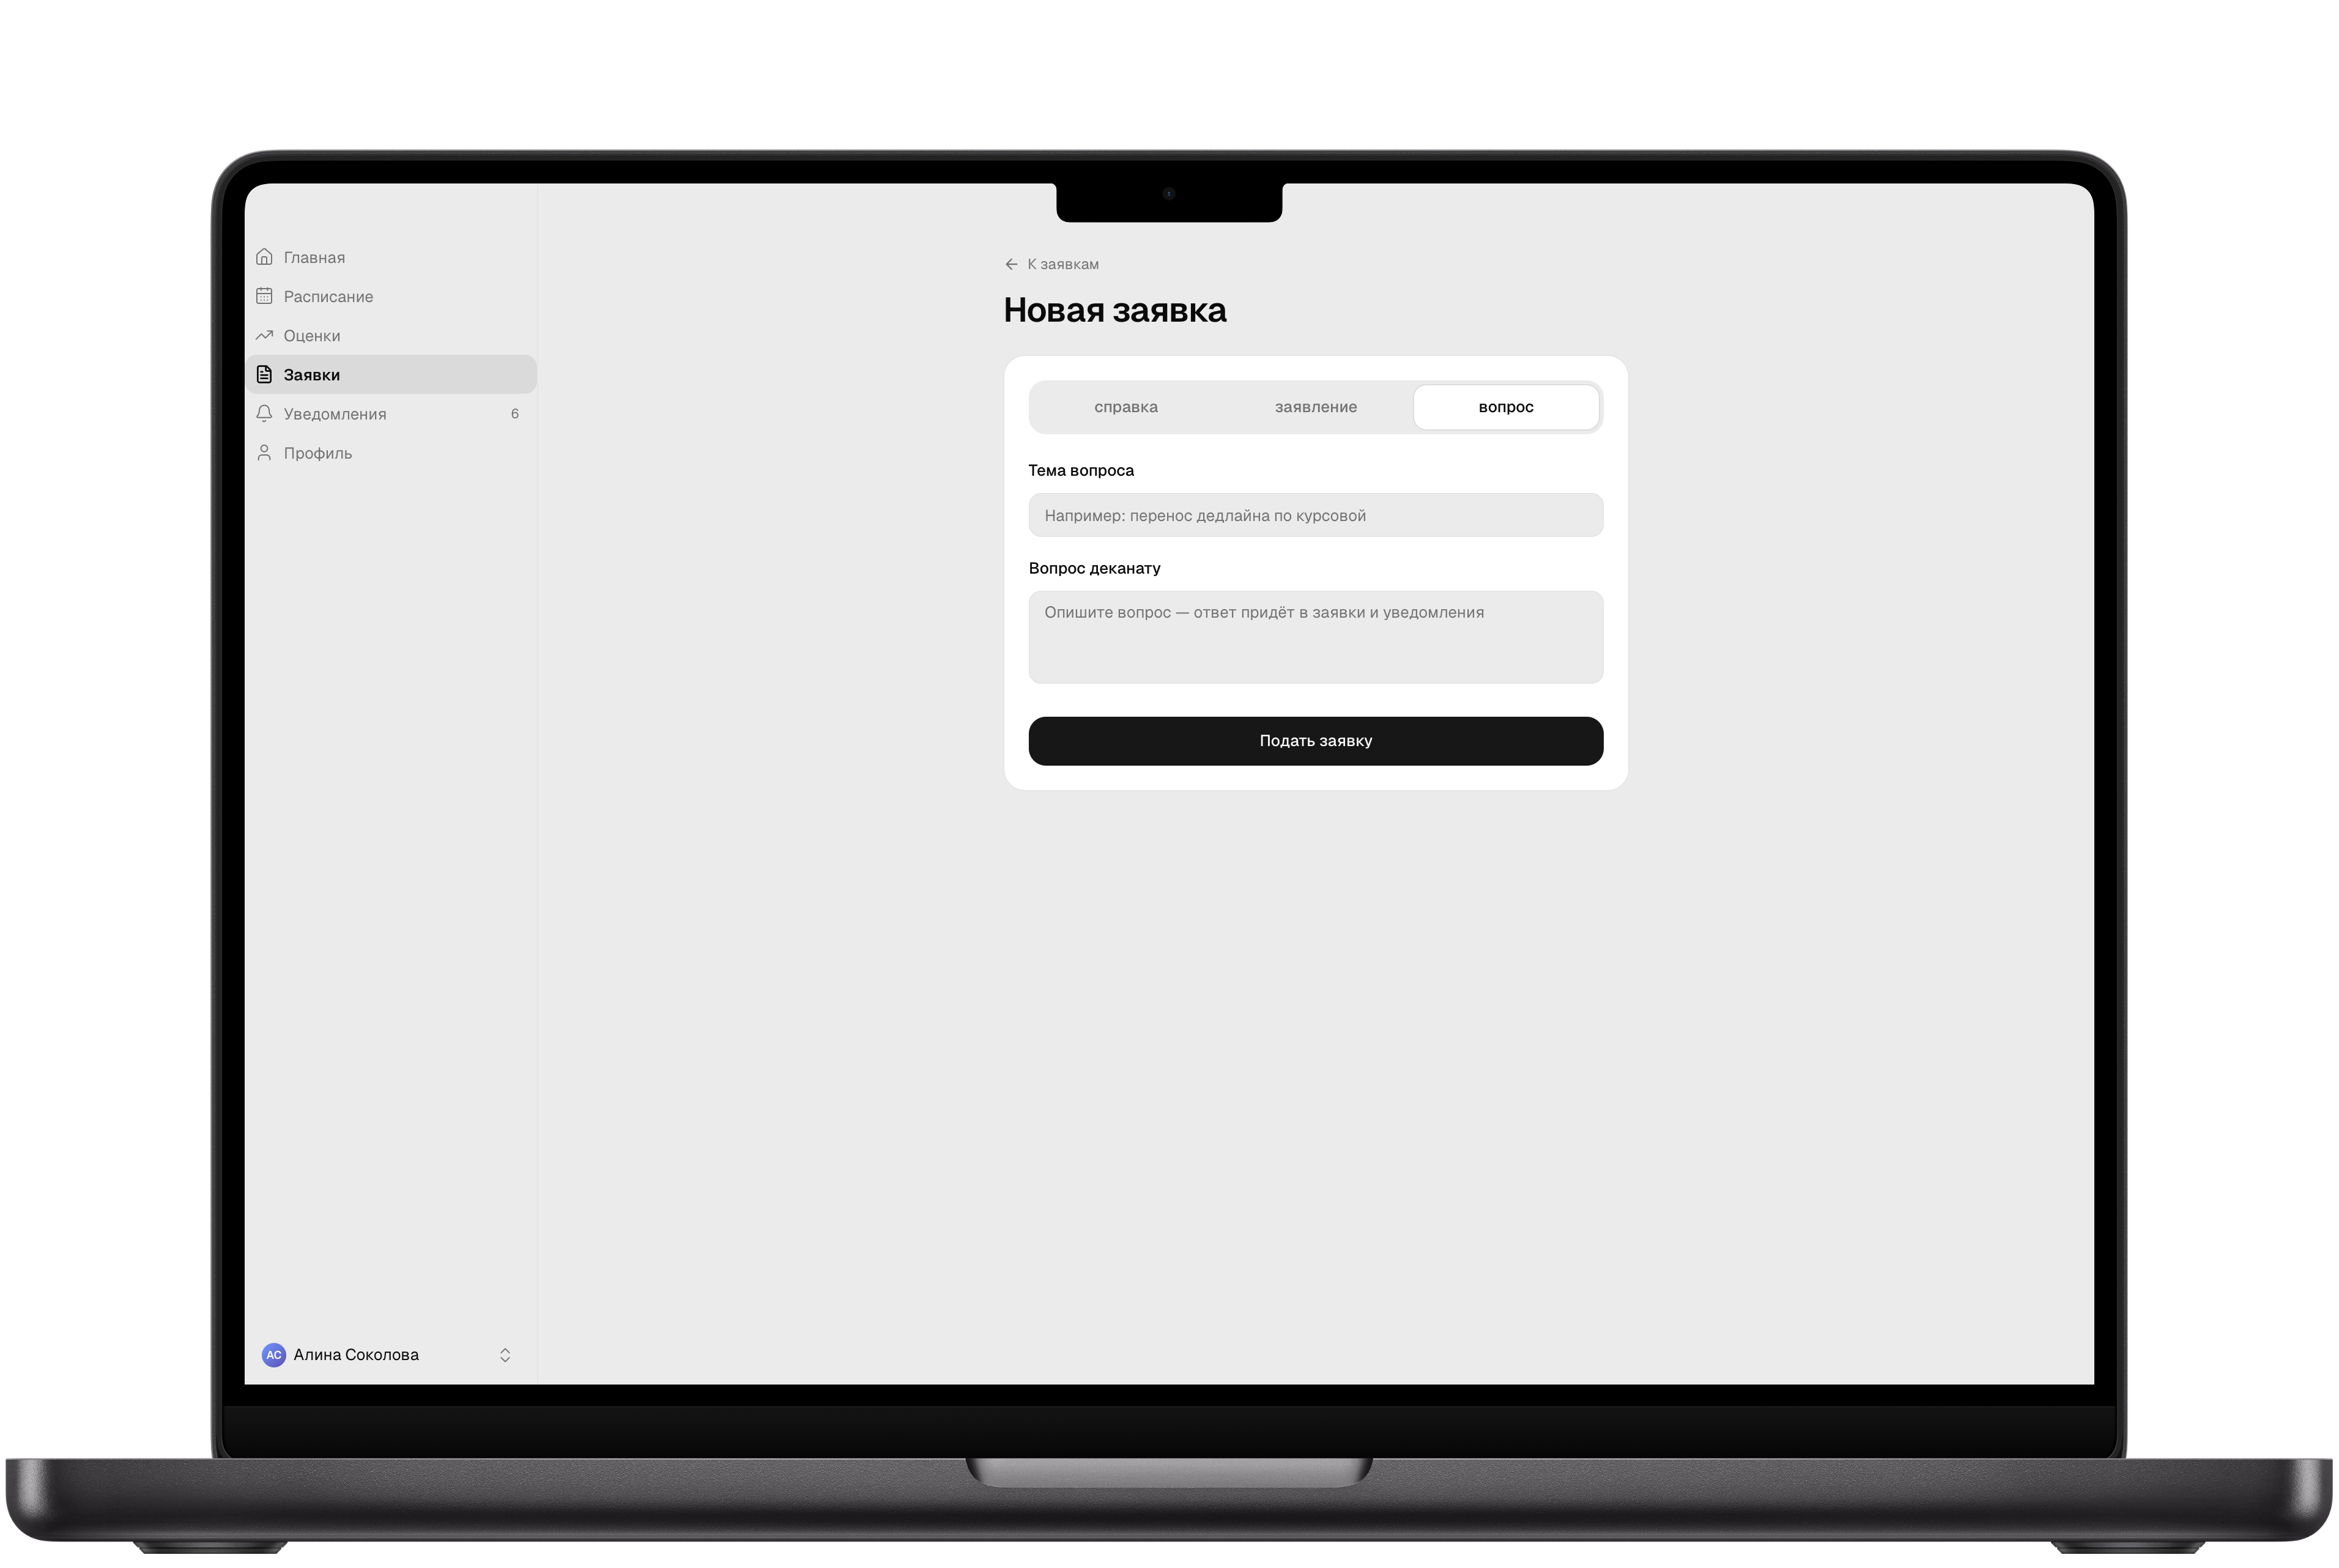 Главная
Расписание
Оценки
Заявки
Уведомления 6
Профиль
К заявкам
Новая заявка
справка заявление вопрос
Тема вопроса
Например: перенос дедлайна по курсовой
Вопрос деканату
Опишите вопрос — ответ придёт в заявки и уведомления
Подать заявку
АС Алина Соколова